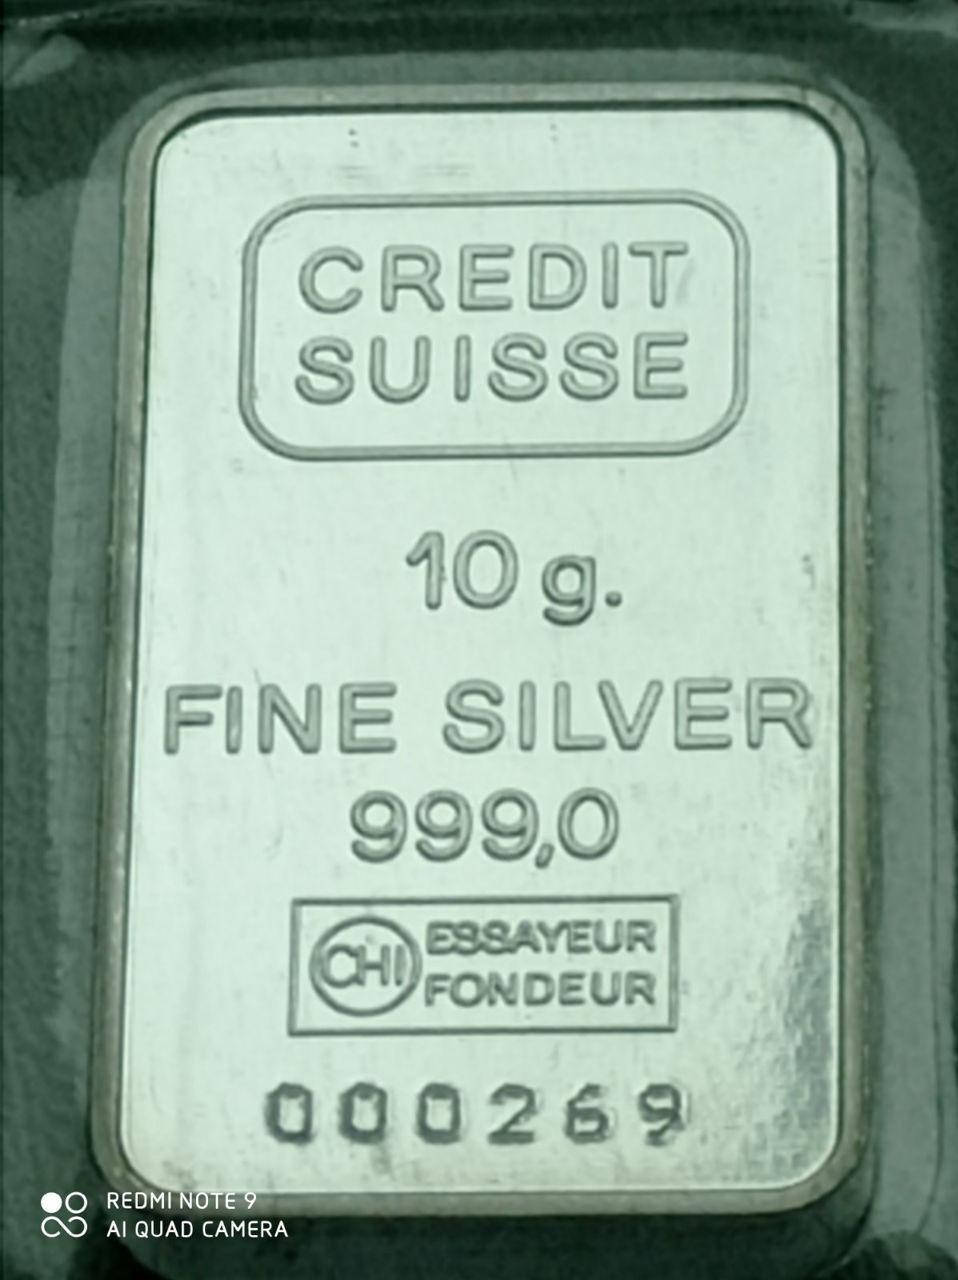 CREDIT
SUISSE
10 g.
FINE SILVER
999,0
CHI ESSAYEUR
FONDEUR
000269
REDMI NOTE 9
AI QUAD CAMERA